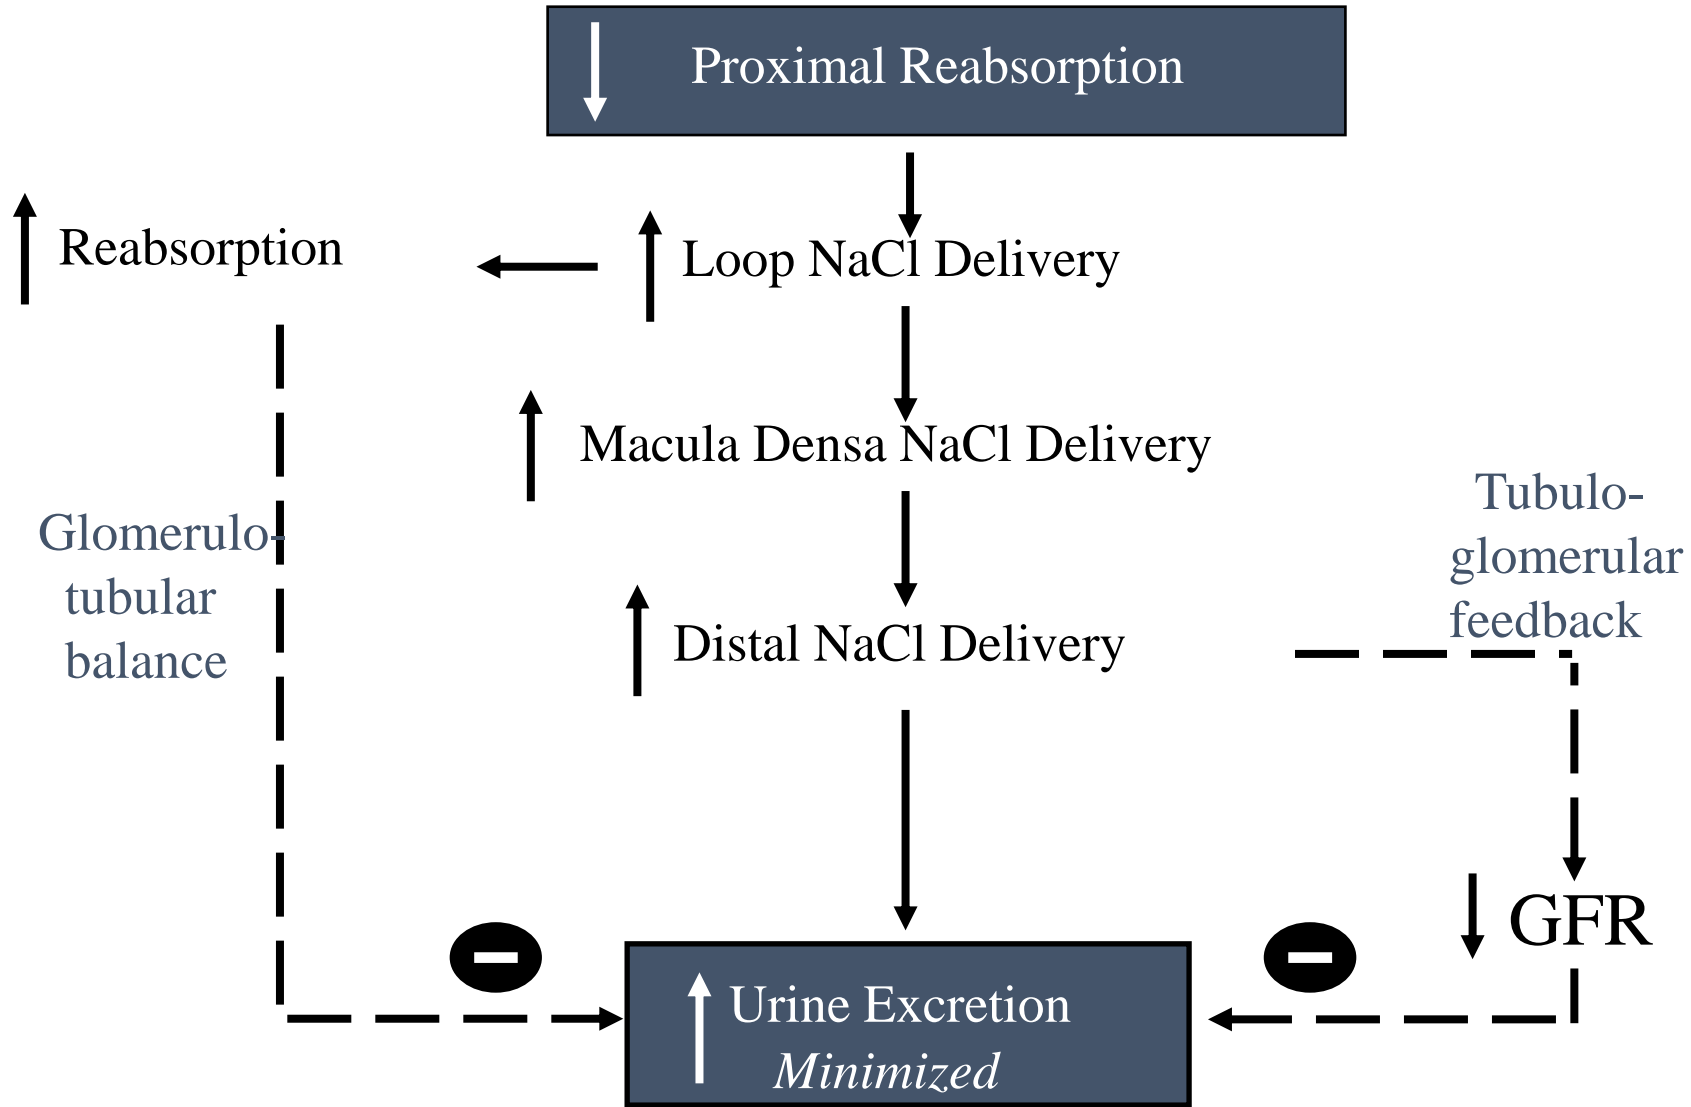 Proximal Reabsorption
Reabsorption
Loop NaCl Delivery
Macula Densa NaCl Delivery
Glomerulo-
tubular
balance
Tubulo-
glomerular
feedback
Distal NaCl Delivery
GFR
Urine Excretion
Minimized